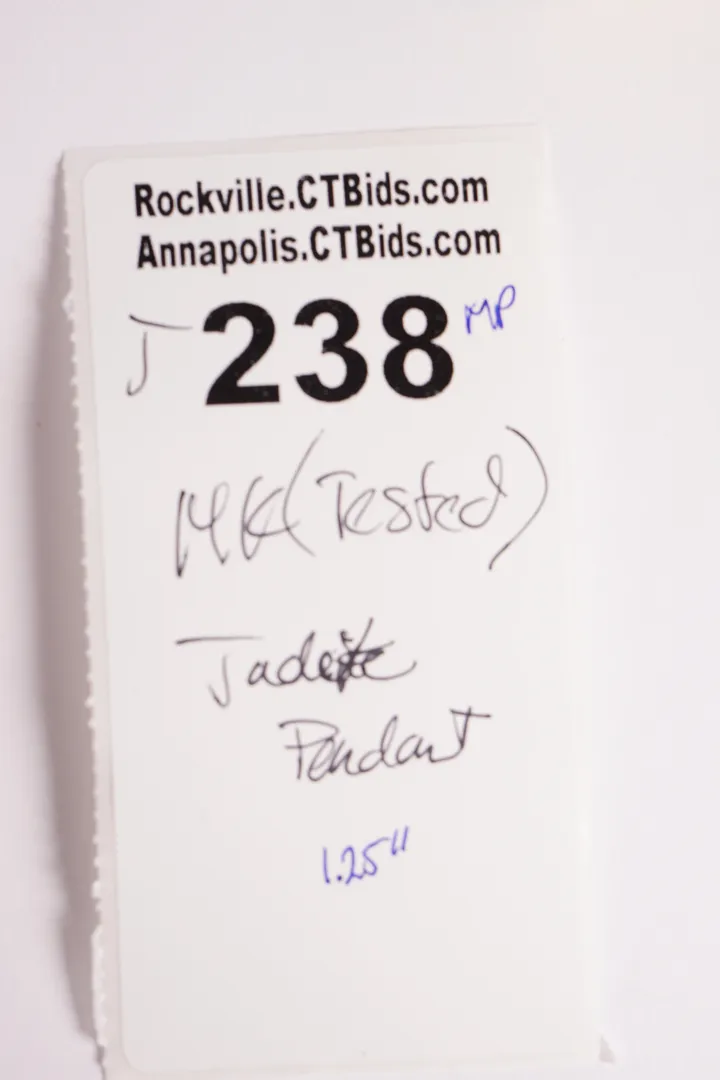 Rockville.CTBids.com
Annapolis.CTBids.com
J 238 MP
14K (Tested)
Jadeite
Pendant
1.25"